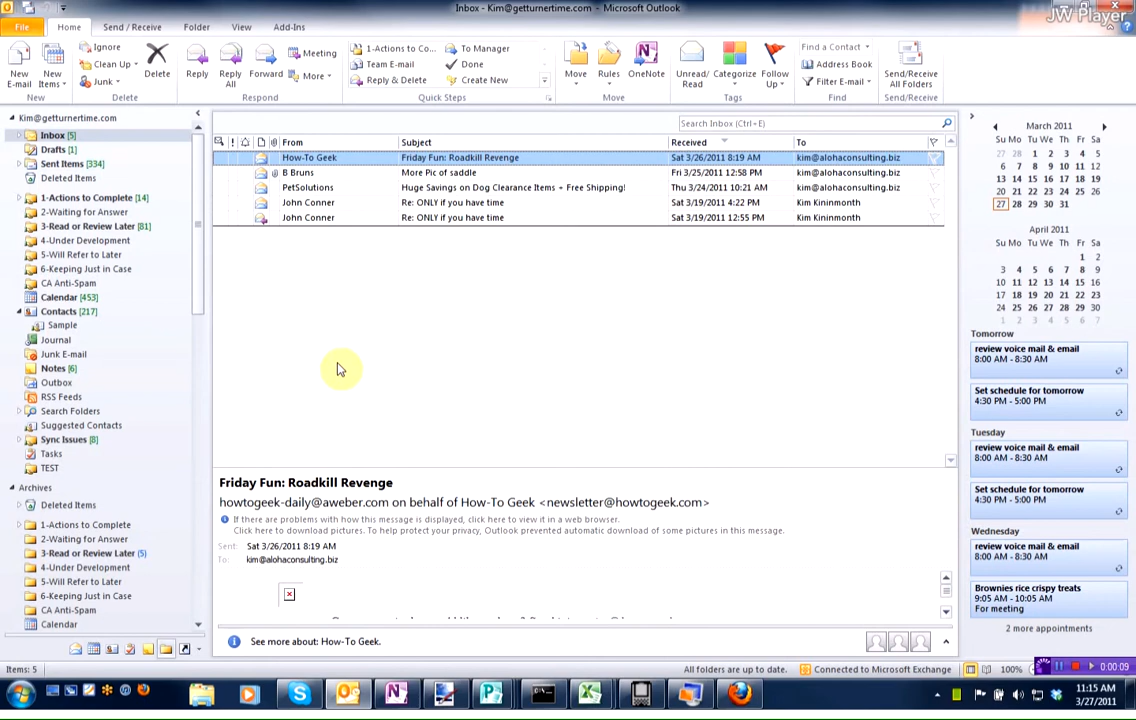 Inbox - Kim@getturnertime.com - Microsoft Outlook
JW Player
File Home Send / Receive Folder View Add-Ins
New E-mail
New Items
Ignore
Clean Up
Junk
Delete
Reply
Reply All
Forward
Meeting
More
1-Actions to Co...
Team E-mail
Reply & Delete
To Manager
Done
Create New
Move
Rules
OneNote
Unread/ Read
Categorize
Follow Up
Find a Contact
Address Book
Filter E-mail
Send/Receive All Folders
New Delete Respond Quick Steps Move Tags Find Send/Receive
Kim@getturnertime.com
Inbox [5]
Drafts [1]
Sent Items [334]
Deleted Items
1-Actions to Complete [14]
2-Waiting for Answer
3-Read or Review Later [81]
4-Under Development
5-Will Refer to Later
6-Keeping Just in Case
CA Anti-Spam
Calendar [453]
Contacts [217]
Sample
Journal
Junk E-mail
Notes [6]
Outbox
RSS Feeds
Search Folders
Suggested Contacts
Sync Issues [8]
Tasks
TEST
Archives
Deleted Items
1-Actions to Complete
2-Waiting for Answer
3-Read or Review Later (5)
4-Under Development
5-Will Refer to Later
6-Keeping Just in Case
CA Anti-Spam
Calendar
Search Inbox (Ctrl+E)
From Subject Received To
How-To Geek Friday Fun: Roadkill Revenge Sat 3/26/2011 8:19 AM kim@alohaconsulting.biz
B Bruns More Pic of saddle Fri 3/25/2011 12:58 PM kim@alohaconsulting.biz
PetSolutions Huge Savings on Dog Clearance Items + Free Shipping! Thu 3/24/2011 10:21 AM kim@alohaconsulting.biz
John Conner Re: ONLY if you have time Sat 3/19/2011 4:22 PM Kim Kininmonth
John Conner Re: ONLY if you have time Sat 3/19/2011 12:55 PM Kim Kinmonth
Friday Fun: Roadkill Revenge
howtogeek-daily@aweber.com on behalf of How-To Geek <newsletter@howtogeek.com>
If there are problems with how this message is displayed, click here to view it in a web browser.
Click here to download pictures. To help protect your privacy, Outlook prevented automatic download of some pictures in this message.
Sent: Sat 3/26/2011 8:19 AM
To: kim@alohaconsulting.biz
See more about: How-To Geek.
March 2011
Su Mo Tu We Th Fr Sa
27 28 1 2 3 4 5
6 7 8 9 10 11 12
13 14 15 16 17 18 19
20 21 22 23 24 25 26
27 28 29 30 31
April 2011
Su Mo Tu We Th Fr Sa
1 2
3 4 5 6 7 8 9
10 11 12 13 14 15 16
17 18 19 20 21 22 23
24 25 26 27 28 29 30
1 2 3 4 5 6 7
Tomorrow
review voice mail & email
8:00 AM - 8:30 AM
Set schedule for tomorrow
4:30 PM - 5:00 PM
Tuesday
review voice mail & email
8:00 AM - 8:30 AM
Set schedule for tomorrow
4:30 PM - 5:00 PM
Wednesday
review voice mail & email
8:00 AM - 8:30 AM
Brownies rice crispy treats
9:05 AM - 10:05 AM
For meeting
2 more appointments
Items: 5
All folders are up to date.
Connected to Microsoft Exchange
100%
0:00:09
11:15 AM
3/27/2011